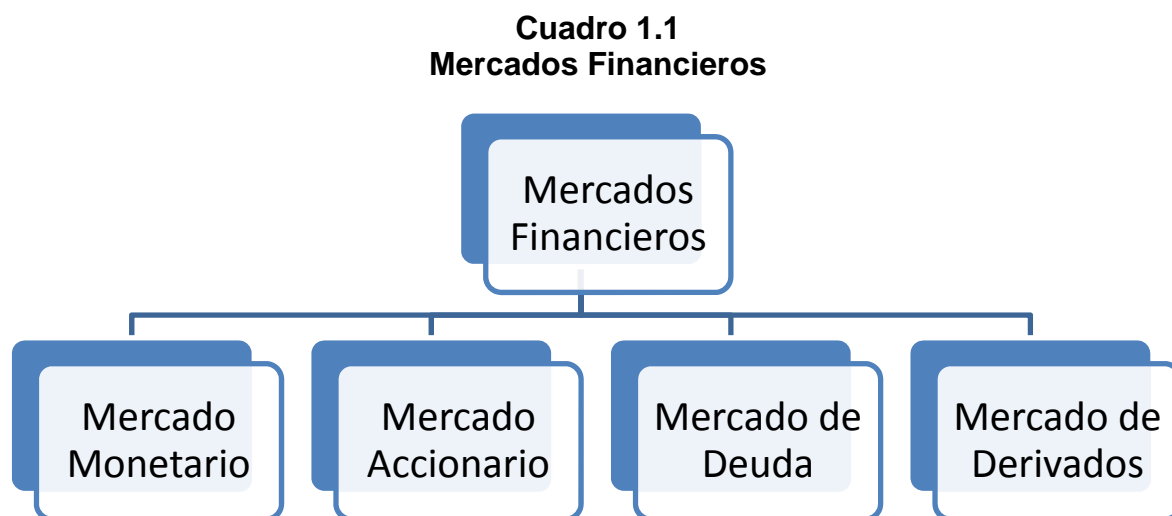 Cuadro 1.1
Mercados Financieros
Mercados
Financieros
Mercado
Monetario
Mercado
Accionario
Mercado de
Deuda
Mercado de
Derivados